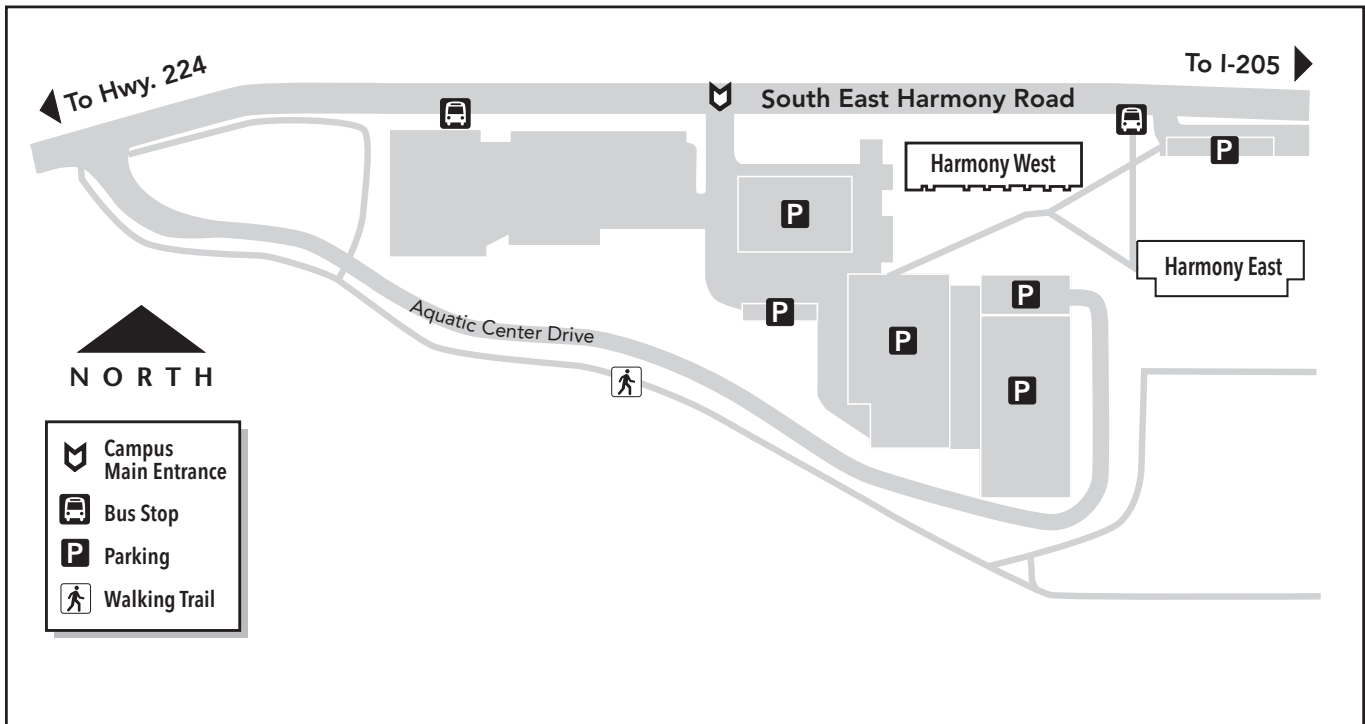 To Hwy. 224
To I-205
South East Harmony Road
Harmony West
P
P
Harmony East
P
P
Aquatic Center Drive
P
P
NORTH
Campus
Main Entrance
Bus Stop
P Parking
Walking Trail